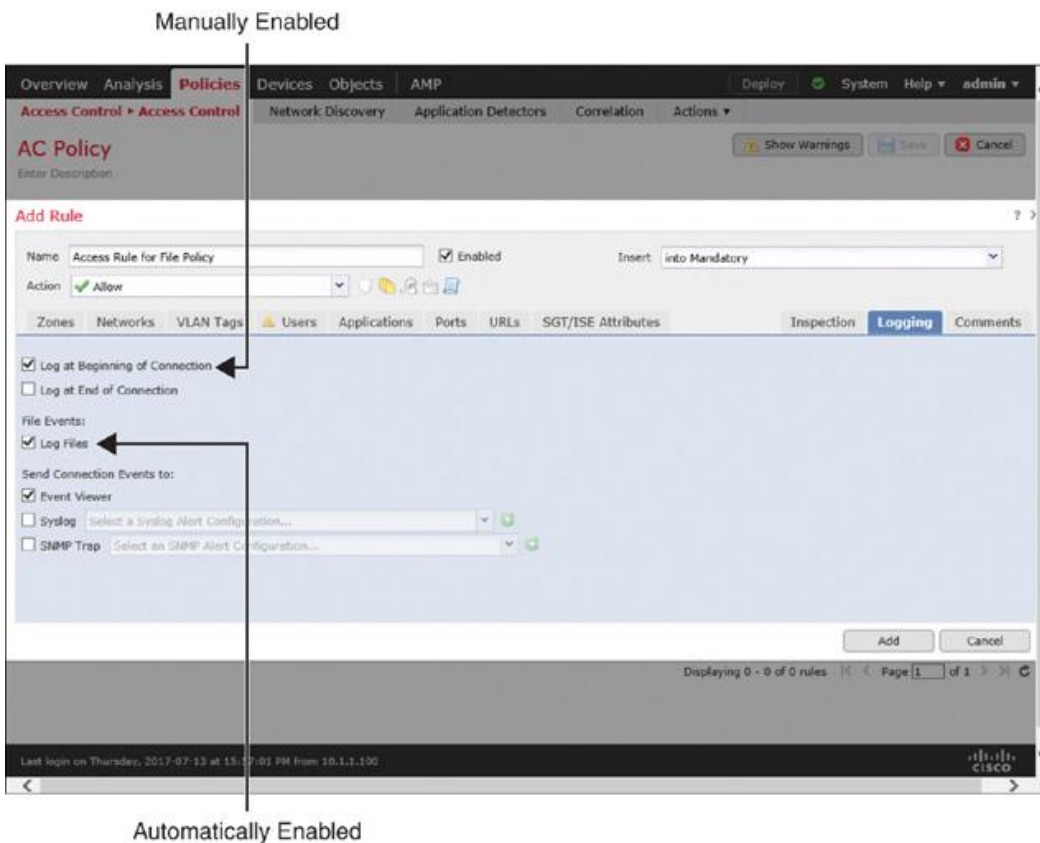 Manually Enabled
Overview Analysis Policies Devices Objects AMP Deploy System Help admin
Access Control Access Control Network Discovery Application Detectors Correlation Actions
AC Policy
Show Warnings Save Cancel
Enter Description
Add Rule ?
Name Access Rule for File Policy Enabled Insert into Mandatory
Action Allow
Zones Networks VLAN Tags Users Applications Ports URLs SGT/ISE Attributes Inspection Logging Comments
Log at Beginning of Connection
Log at End of Connection
File Events:
Log Files
Send Connection Events to:
Event Viewer
Syslog Select a Syslog Alert Configuration...
SNMP Trap Select an SNMP Alert Configuration...
Add Cancel
Displaying 0 - 0 of 0 rules Page 1 of 1
Last login on Thursday, 2017-07-13 at PM from 10.1.1.100
CISCO
Automatically Enabled